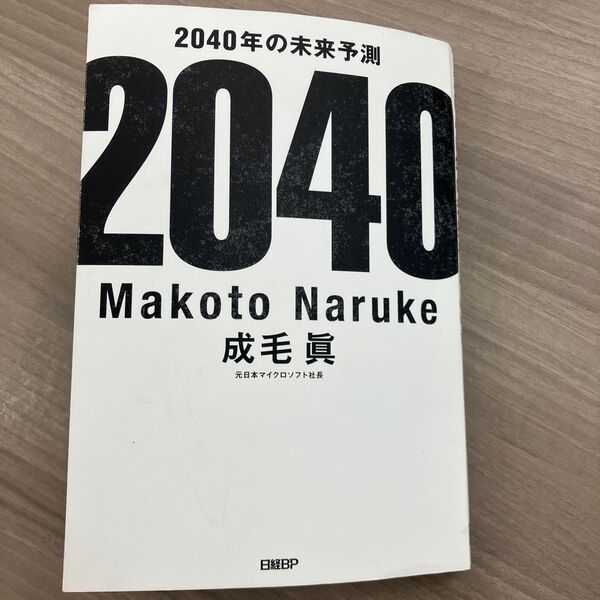 2040年の未来予測
2040
Makoto Naruke
成毛 眞
元日本マイクロソフト社長
日経BP